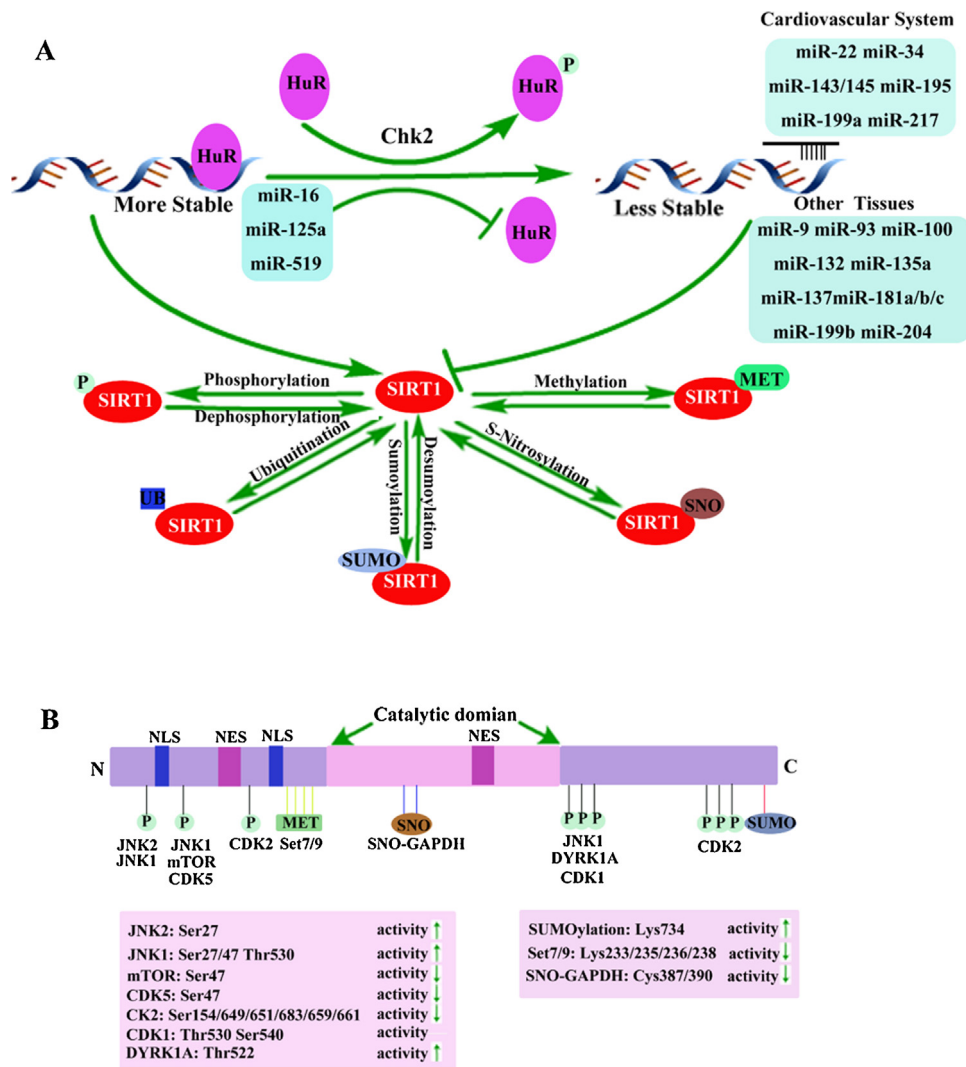 A
Cardiovascular System
miR-22 miR-34
miR-143/145 miR-195
miR-199a miR-217
HuR
P
HuR
Chk2
HuR
More Stable
miR-16
miR-125a
miR-519
HuR
Less Stable
Other Tissues
miR-9 miR-93 miR-100
miR-132 miR-135a
miR-137miR-181a/b/c
miR-199b miR-204
P
SIRT1
Phosphorylation
Dephosphorylation
SIRT1
Methylation
MET
SIRT1
Ubiquitination
Sumoylation
Desumoylation
S-Nitrosylation
UB
SIRT1
SUMO
SIRT1
SNO
SIRT1
B
Catalytic domian
NLS NES NLS NES
N C
P P P MET SNO P P P P P P SUMO
JNK2
JNK1
JNK1
mTOR
CDK5
CDK2
Set7/9
SNO-GAPDH
JNK1
DYRK1A
CDK1
CDK2
JNK2: Ser27 activity ↑
JNK1: Ser27/47 Thr530 activity ↑
mTOR: Ser47 activity ↓
CDK5: Ser47 activity ↓
CK2: Ser154/649/651/683/659/661 activity ↓
CDK1: Thr530 Ser540 activity
DYRK1A: Thr522 activity ↑
SUMOylation: Lys734 activity ↑
Set7/9: Lys233/235/236/238 activity ↓
SNO-GAPDH: Cys387/390 activity ↓